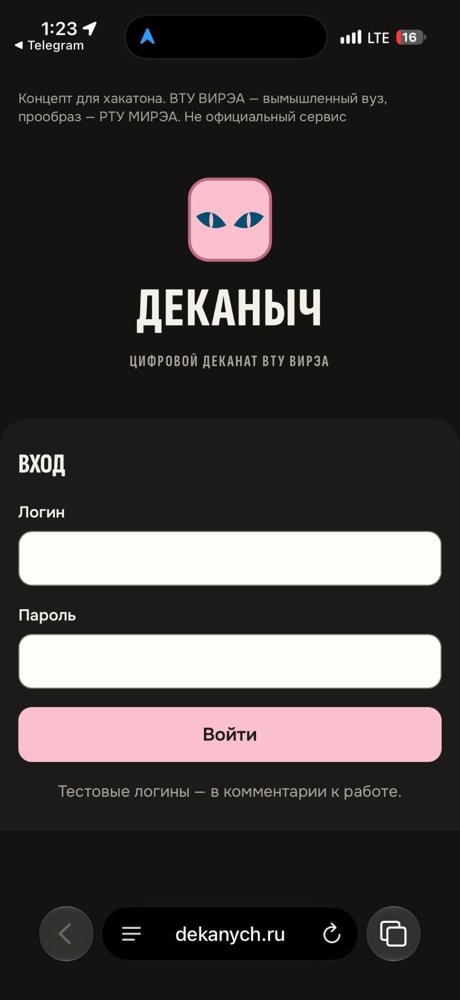 1:23
LTE 16
◀ Telegram
Концепт для хакатона. ВТУ ВИРЭА — вымышленный вуз,
прообраз — РТУ МИРЭА. Не официальный сервис
ДЕКАНЫЧ
ЦИФРОВОЙ ДЕКАНАТ ВТУ ВИРЭА
ВХОД
Логин
Пароль
Войти
Тестовые логины — в комментарии к работе.
dekanych.ru